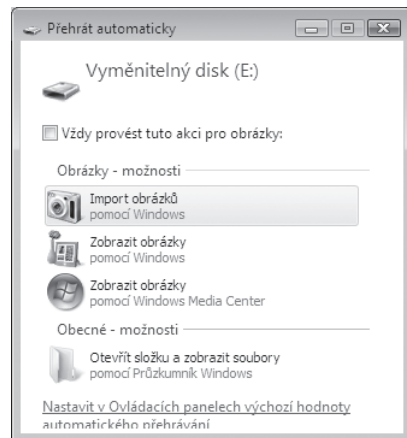 Přehrát automaticky
Vyměnitelný disk (E:)
Vždy provést tuto akci pro obrázky:
Obrázky - možnosti
Import obrázků
pomocí Windows
Zobrazit obrázky
pomocí Windows
Zobrazit obrázky
pomocí Windows Media Center
Obecné - možnosti
Otevřít složku a zobrazit soubory
pomocí Průzkumník Windows
Nastavit v Ovládacích panelech výchozí hodnoty
automatického přehrávání